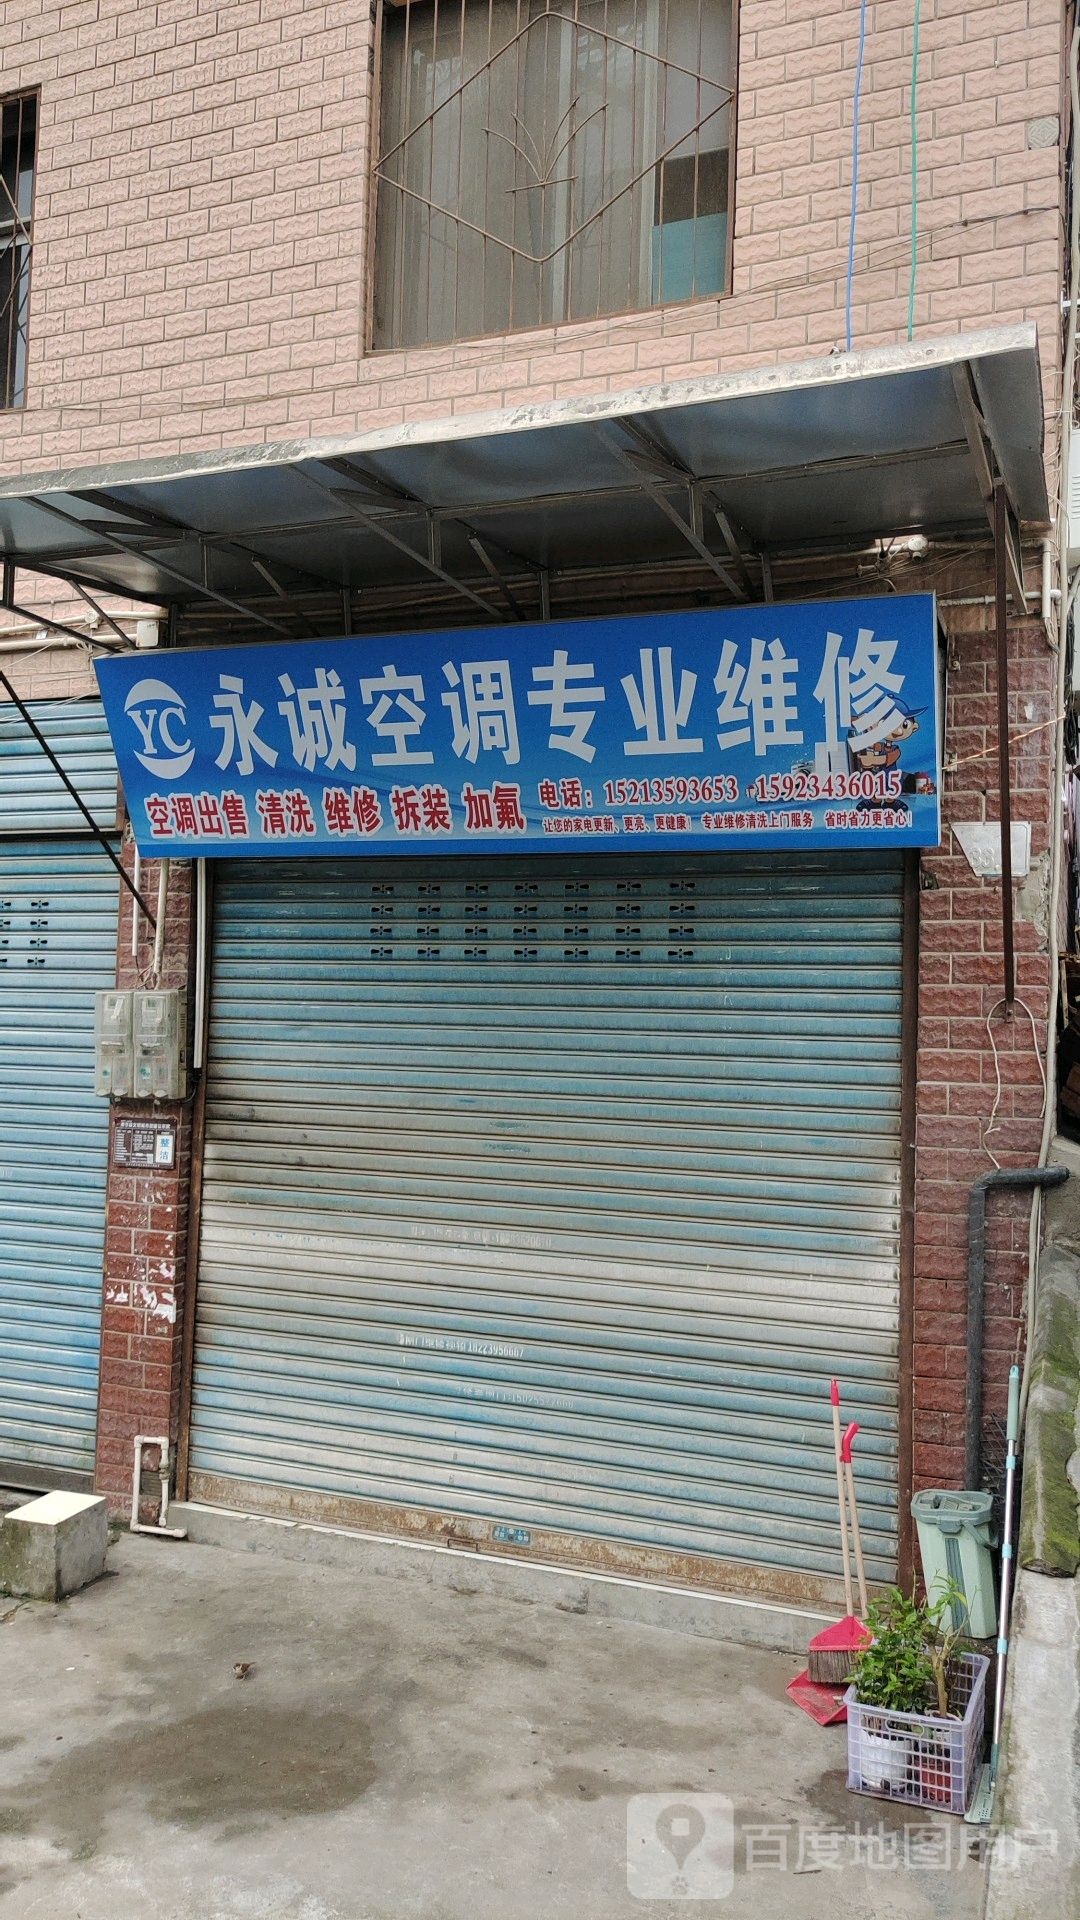 YC 永诚空调专业维修
空调出售 清洗 维修 拆装 加氟
电话：15213593653 15923436015
让您的家电更新、更亮、更健康！ 专业维修清洗上门服务 省时省力更省心！
整洁
18223956667
百度地图用户